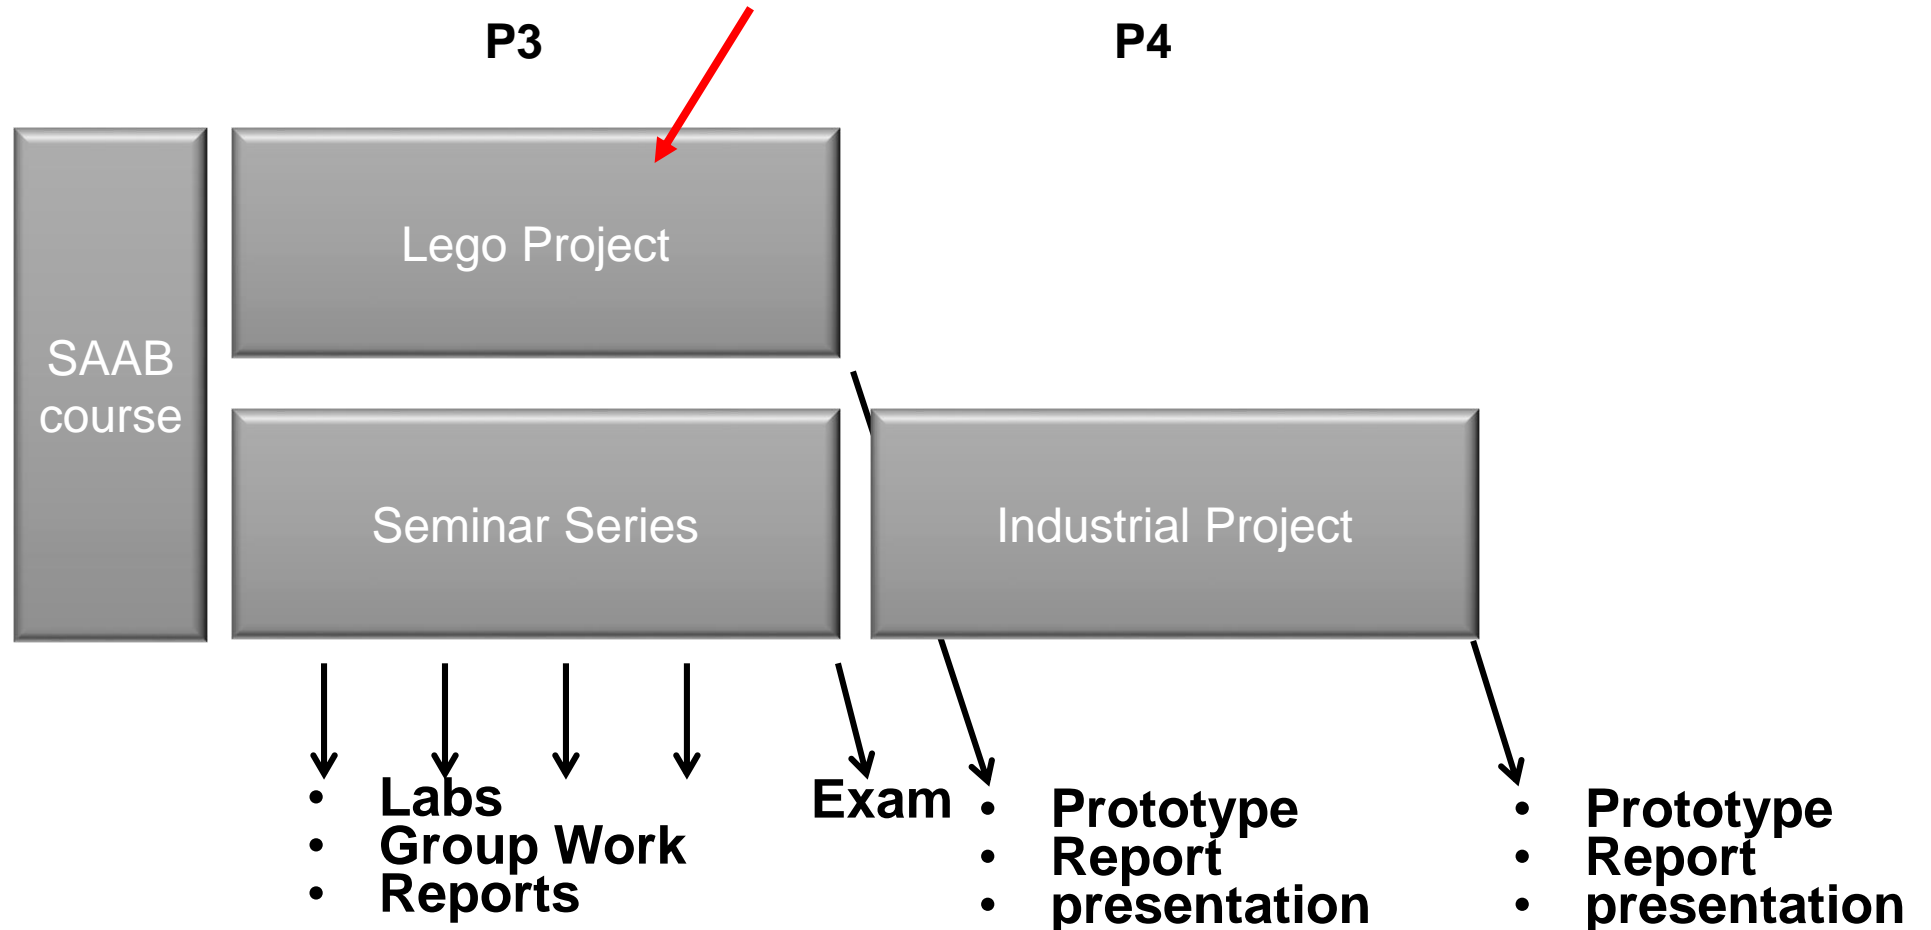 P3
P4
Lego Project
SAAB
course
Seminar Series
Industrial Project
• Labs
• Group Work
• Reports
Exam
• Prototype
• Report
• presentation
• Prototype
• Report
• presentation